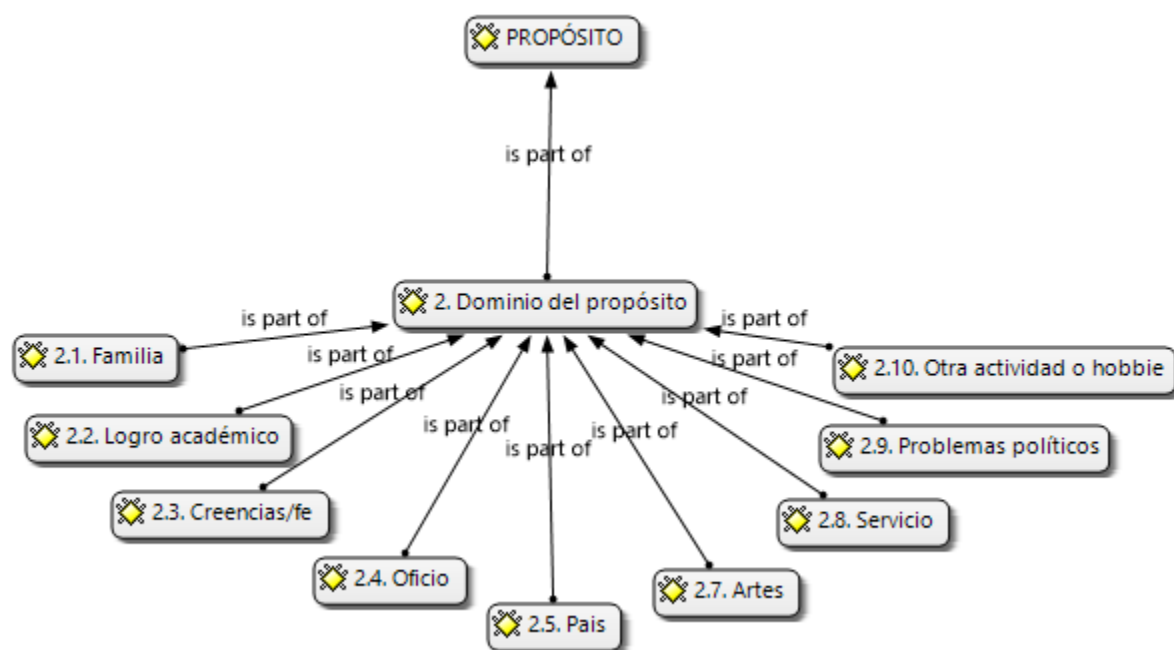 PROPÓSITO
is part of
2. Dominio del propósito
is part of
is part of
2.1. Familia
is part of
is part of
2.10. Otra actividad o hobbie
is part of
is part of
is part of
is part of
is part of
is part of
2.2. Logro académico
2.9. Problemas políticos
2.3. Creencias/fe
2.8. Servicio
2.4. Oficio
2.7. Artes
2.5. Pais